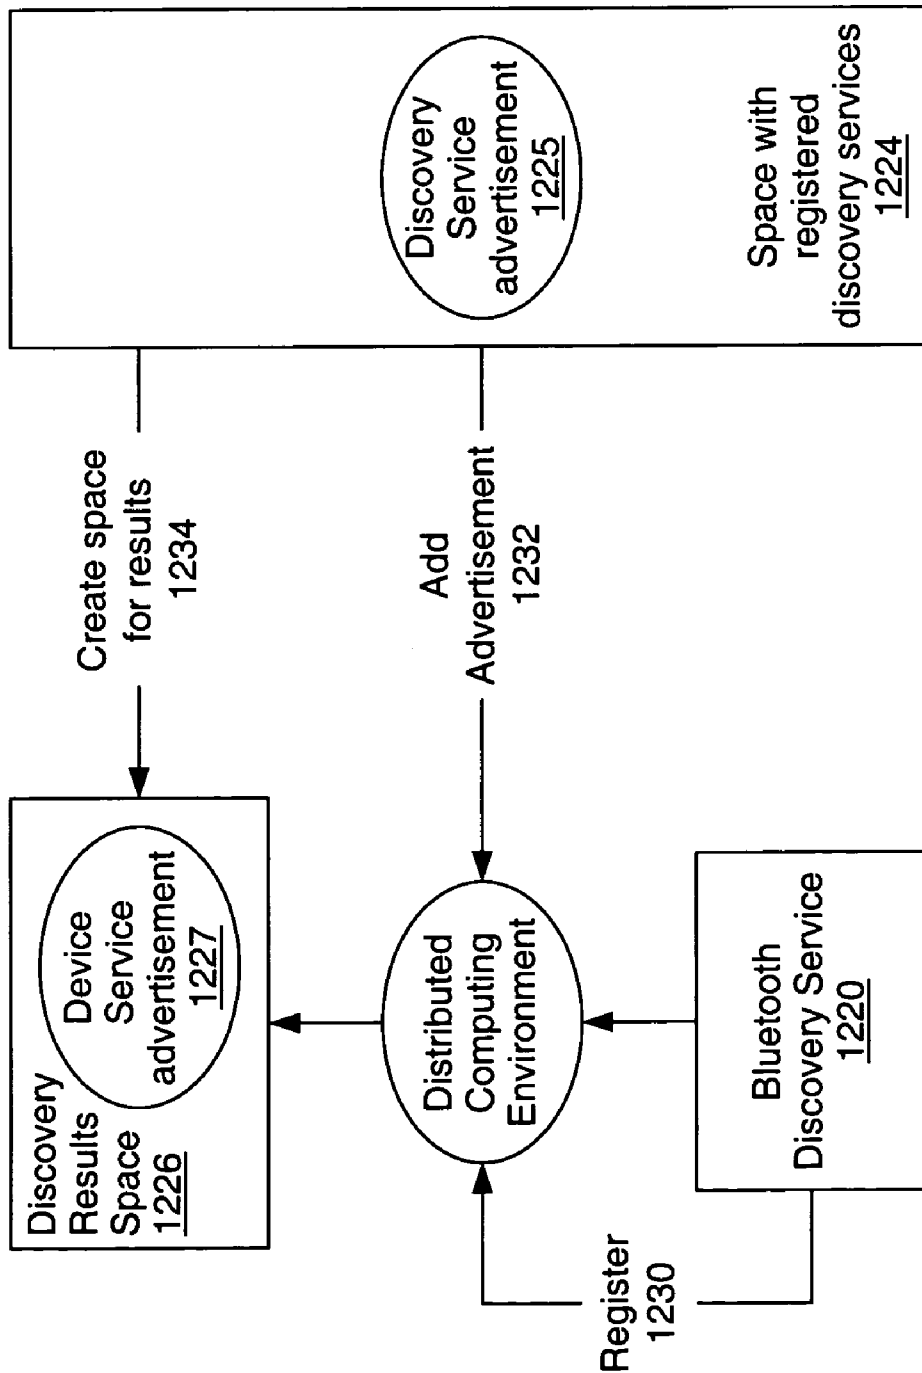 Discovery
Results
Space
1226
Device
Service
advertisement
1227
Create space
for results
1234
Register
1230
Distributed
Computing
Environment
Add
Advertisement
1232
Discovery
Service
advertisement
1225
Bluetooth
Discovery Service
1220
Space with
registered
discovery services
1224